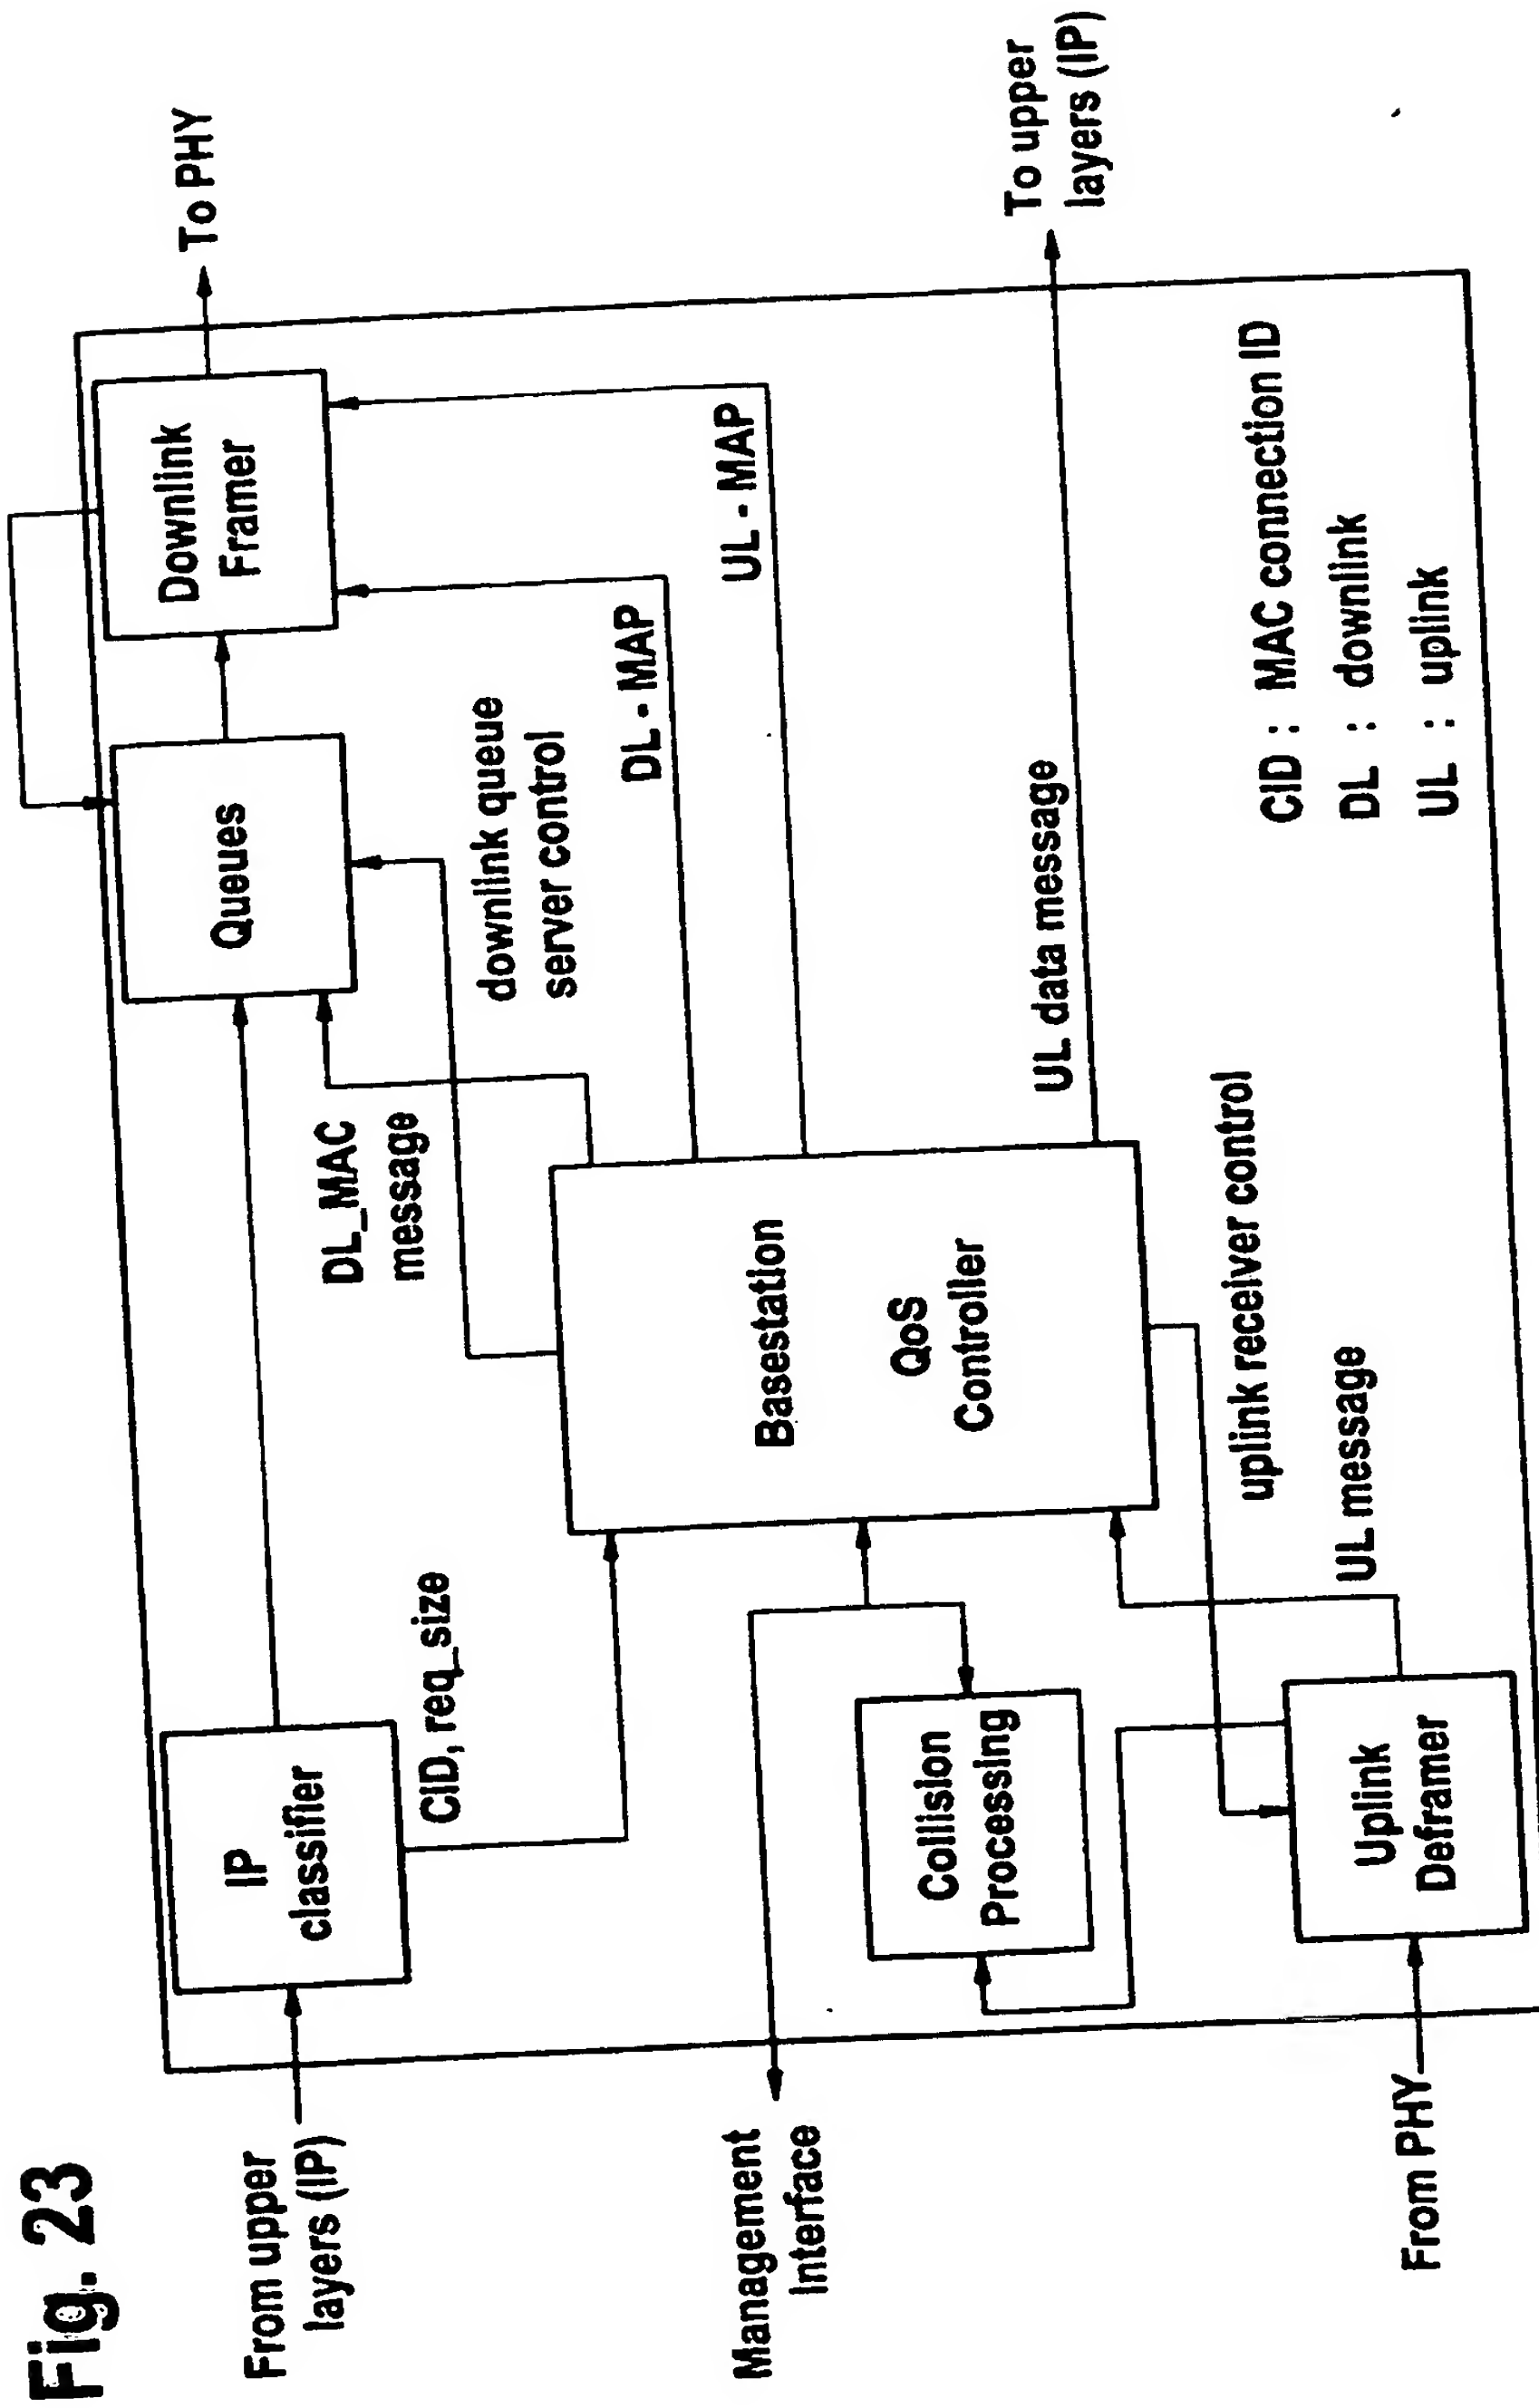 Fig. 23
From upper
layers (IP)
IP
classifier
CID, req_size
DL_MAC
message
Queues
downlink queue
server control
Downlink
Framer
To PHY
DL - MAP
UL - MAP
Management
Interface
Collision
Processing
Basestation
QoS
Controller
UL data message
To upper
layers (IP)
uplink receiver control
UL message
From PHY
Uplink
Deframer
CID : MAC connection ID
DL : downlink
UL : uplink